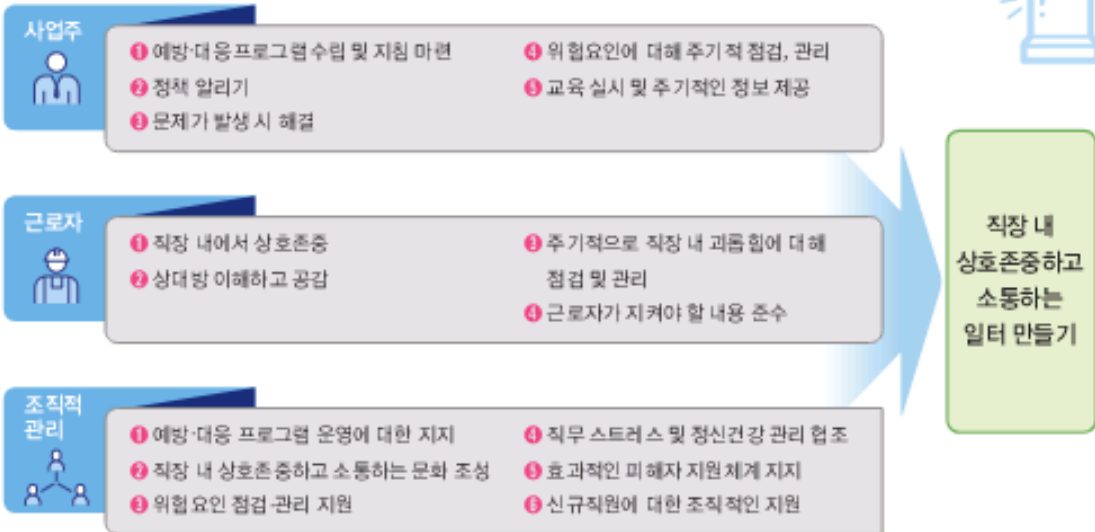 사업주
❶ 예방·대응프로그램 수립 및 지침 마련
❷ 정책 알리기
❸ 문제가 발생 시 해결
❹ 위험요인에 대해 주기적 점검, 관리
❺ 교육 실시 및 주기적인 정보 제공
근로자
❶ 직장 내에서 상호존중
❷ 상대방 이해하고 공감
❸ 주기적으로 직장 내 괴롭힘에 대해
점검 및 관리
❹ 근로자가 지켜야 할 내용 준수
조직적
관리
❶ 예방·대응 프로그램 운영에 대한 지지
❷ 직장 내 상호존중하고 소통하는 문화 조성
❸ 위험요인 점검·관리 지원
❹ 직무 스트레스 및 정신건강 관리 협조
❺ 효과적인 피해자 지원체계 지지
❻ 신규직원에 대한 조직적인 지원
직장 내
상호존중하고
소통하는
일터 만들기